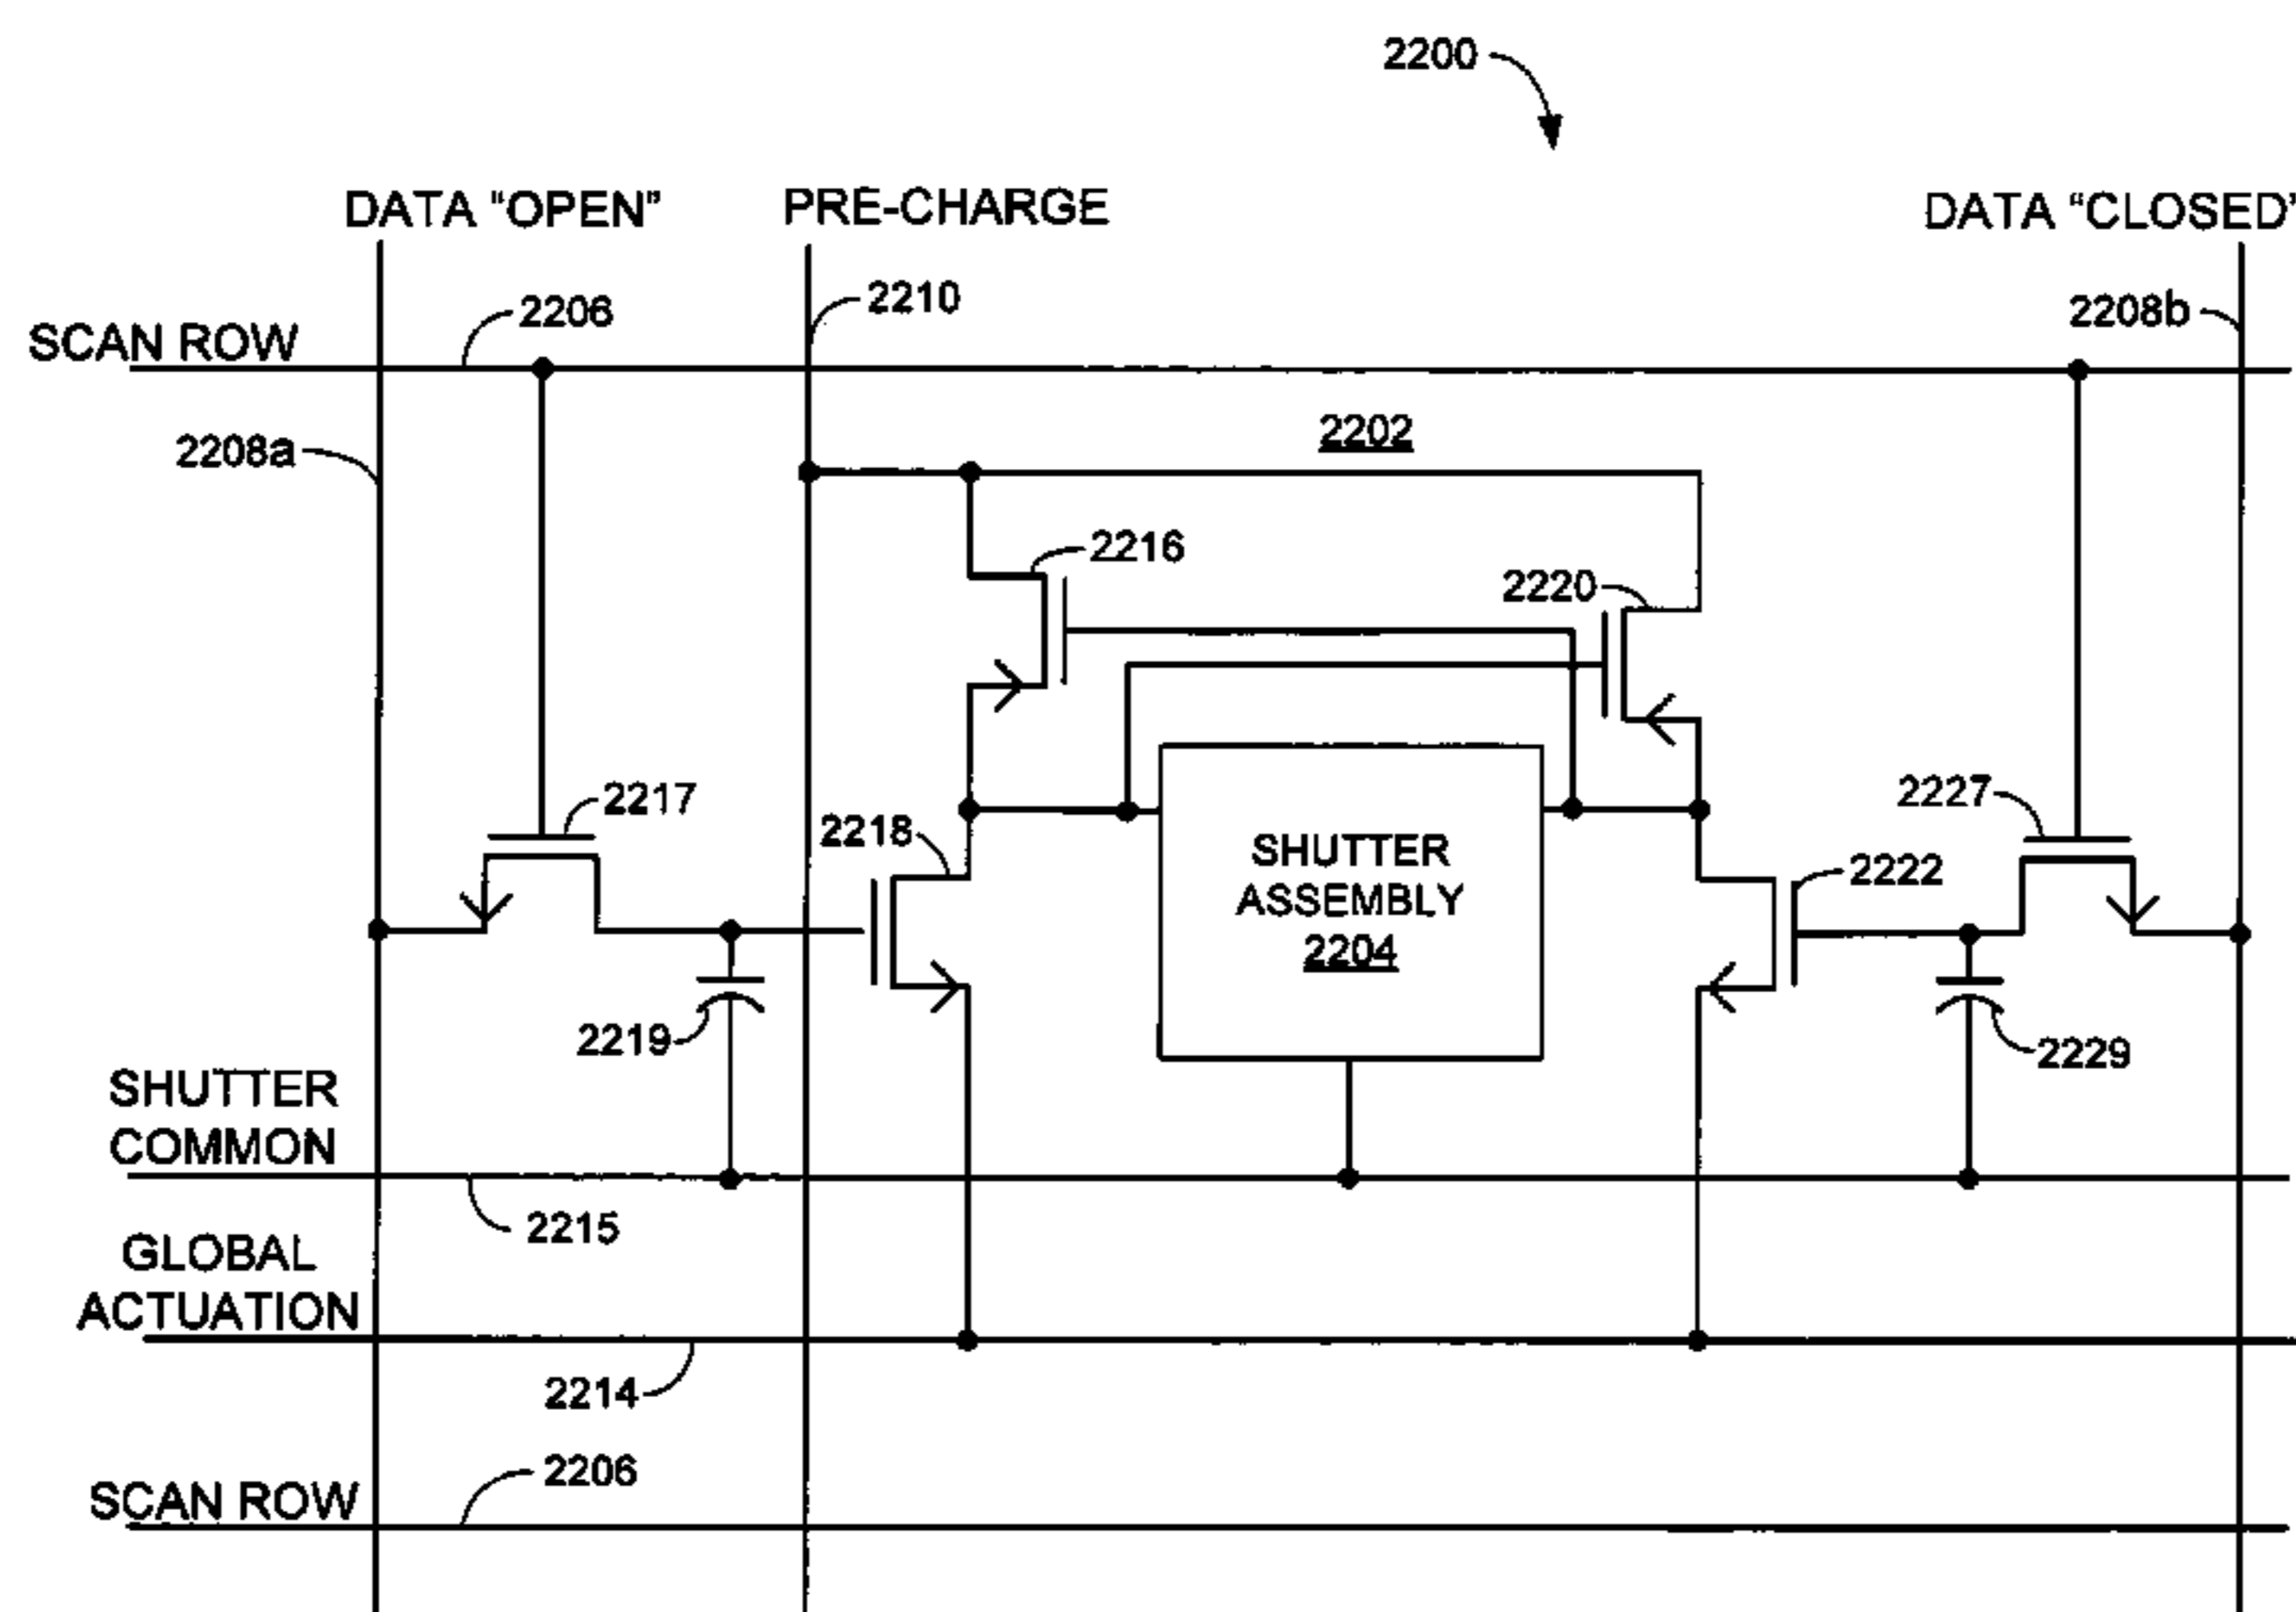 2200
DATA "OPEN"
PRE-CHARGE
DATA "CLOSED"
2206
2210
2208b
SCAN ROW
2208a
2202
2216
2220
2217
2218
2227
2222
SHUTTER
ASSEMBLY
2204
2219
2229
SHUTTER
COMMON
2215
GLOBAL
ACTUATION
2214
2206
SCAN ROW